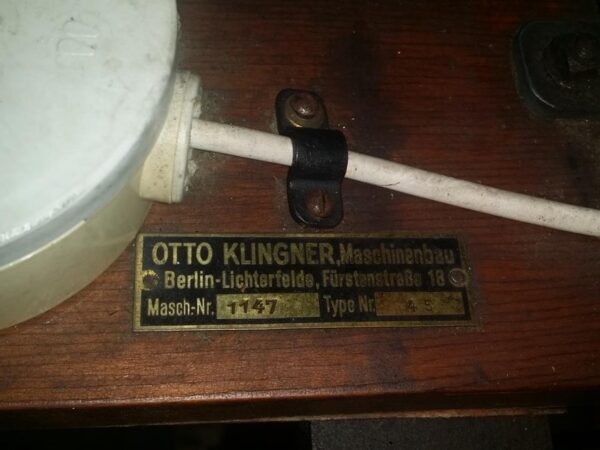 OTTO KLINGNER, Maschinenbau
Berlin-Lichterfelde, Fürstenstraße 18
Masch.-Nr. 1147 Type Nr.